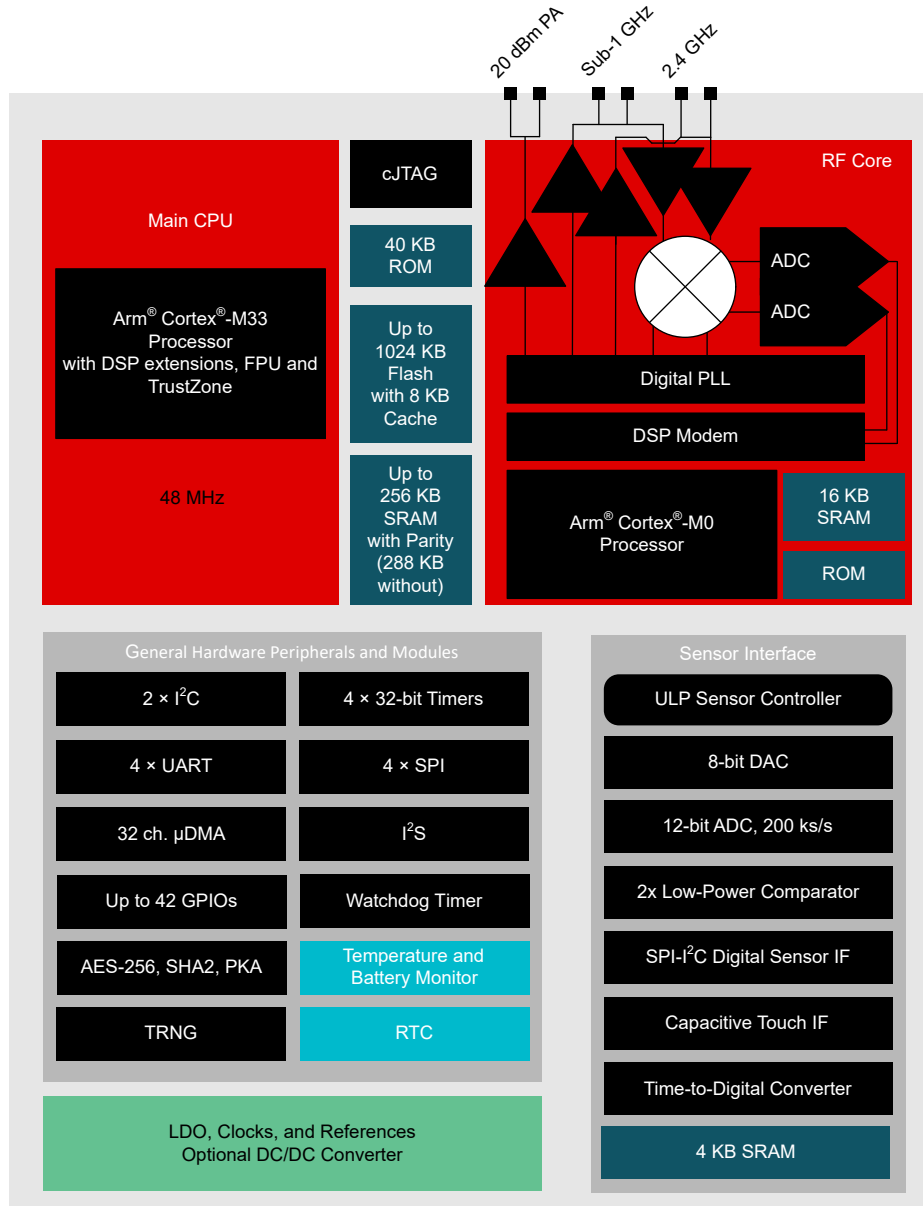 20 dBm PA
Sub-1 GHz
2.4 GHz
Main CPU
Arm® Cortex®-M33
Processor
with DSP extensions, FPU and
TrustZone
48 MHz
cJTAG
40 KB
ROM
Up to
1024 KB
Flash
with 8 KB
Cache
Up to
256 KB
SRAM
with Parity
(288 KB
without)
RF Core
ADC
ADC
Digital PLL
DSP Modem
Arm® Cortex®-M0
Processor
16 KB
SRAM
ROM
General Hardware Peripherals and Modules
2 × I²C
4 × 32-bit Timers
4 × UART
4 × SPI
32 ch. µDMA
I²S
Up to 42 GPIOs
Watchdog Timer
AES-256, SHA2, PKA
Temperature and
Battery Monitor
TRNG
RTC
LDO, Clocks, and References
Optional DC/DC Converter
Sensor Interface
ULP Sensor Controller
8-bit DAC
12-bit ADC, 200 ks/s
2x Low-Power Comparator
SPI-I²C Digital Sensor IF
Capacitive Touch IF
Time-to-Digital Converter
4 KB SRAM